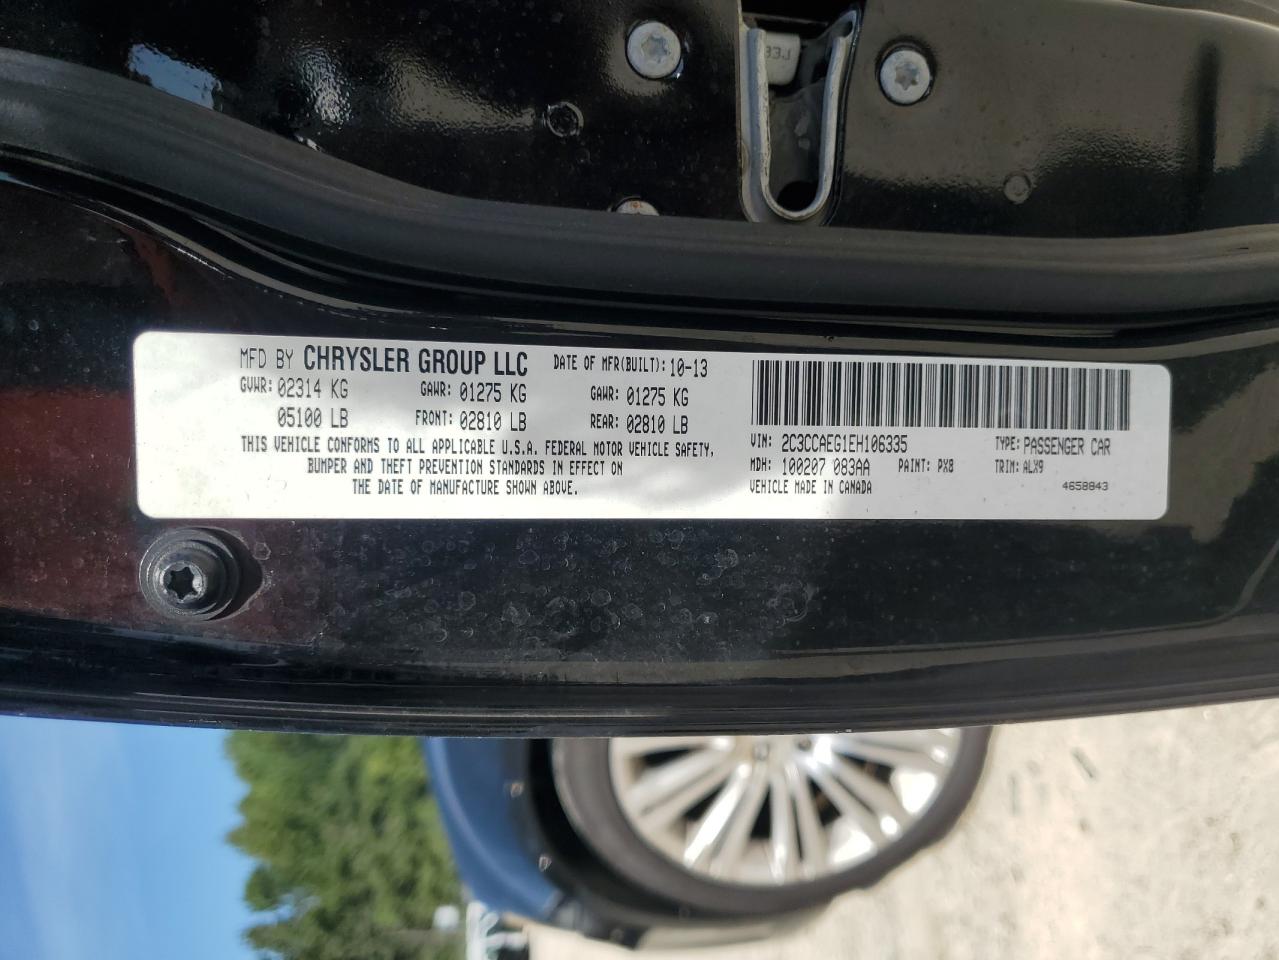 33J
MFD BY CHRYSLER GROUP LLC DATE OF MFR(BUILT): 10-13
GVWR: 02314 KG GAWR: 01275 KG GAWR: 01275 KG
05100 LB FRONT: 02810 LB REAR: 02810 LB
THIS VEHICLE CONFORMS TO ALL APPLICABLE U.S.A. FEDERAL MOTOR VEHICLE SAFETY,
BUMPER AND THEFT PREVENTION STANDARDS IN EFFECT ON
THE DATE OF MANUFACTURE SHOWN ABOVE.
VIN: 2C3CCAEG1EH106335 TYPE: PASSENGER CAR
MDH: 100207 083AA PAINT: PX8 TRIM: ALX9
VEHICLE MADE IN CANADA 4658843